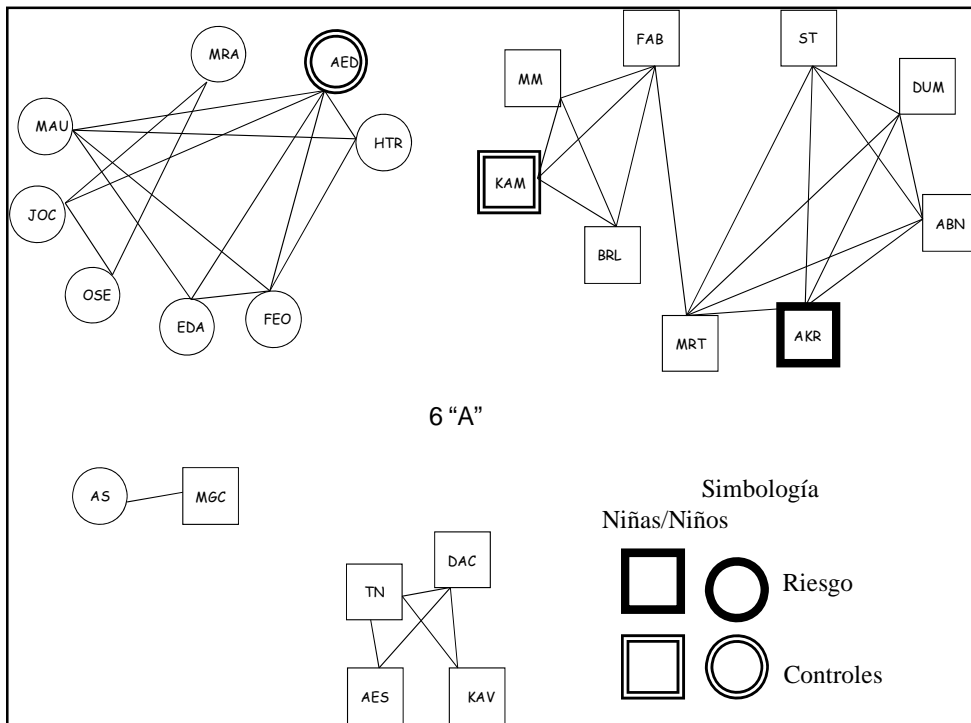 MRA
AED
MAU
HTR
JOC
OSE
EDA
FEO
FAB
ST
MM
DUM
KAM
ABN
BRL
MRT
AKR
6 “A”
AS
MGC
DAC
TN
AES
KAV
Simbología
Niñas/Niños
Riesgo
Controles